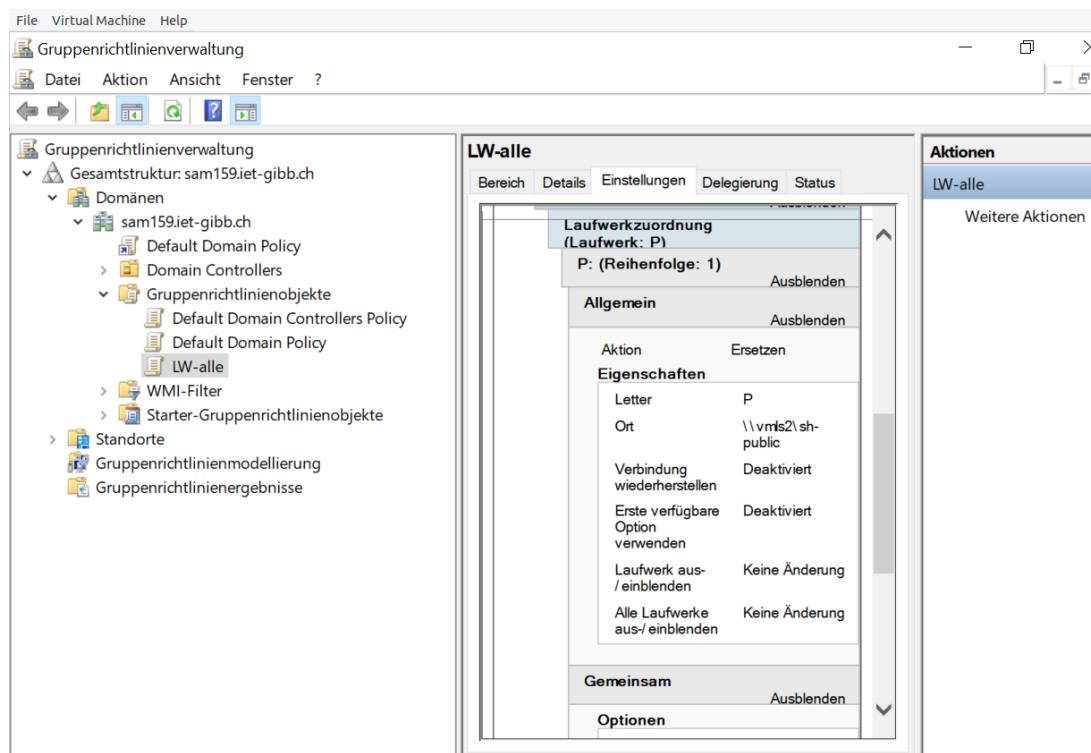 File Virtual Machine Help
Gruppenrichtlinienverwaltung
Datei Aktion Ansicht Fenster ?
Gruppenrichtlinienverwaltung
Gesamtstruktur: sam159.iet-gibb.ch
Domänen
sam159.iet-gibb.ch
Default Domain Policy
Domain Controllers
Gruppenrichtlinienobjekte
Default Domain Controllers Policy
Default Domain Policy
LW-alle
WMI-Filter
Starter-Gruppenrichtlinienobjekte
Standorte
Gruppenrichtlinienmodellierung
Gruppenrichtlinienergebnisse
LW-alle
Bereich Details Einstellungen Delegierung Status
Ausblenden
Laufwerkzuordnung
(Laufwerk: P)
P: (Reihenfolge: 1)
Ausblenden
Allgemein
Ausblenden
Aktion Ersetzen
Eigenschaften
Letter P
Ort \\vmls2\sh-
public
Verbindung Deaktiviert
wiederherstellen
Erste verfügbare Deaktiviert
Option
verwenden
Laufwerk aus- Keine Änderung
/einblenden
Alle Laufwerke Keine Änderung
aus-/einblenden
Gemeinsam
Ausblenden
Optionen
Aktionen
LW-alle
Weitere Aktionen